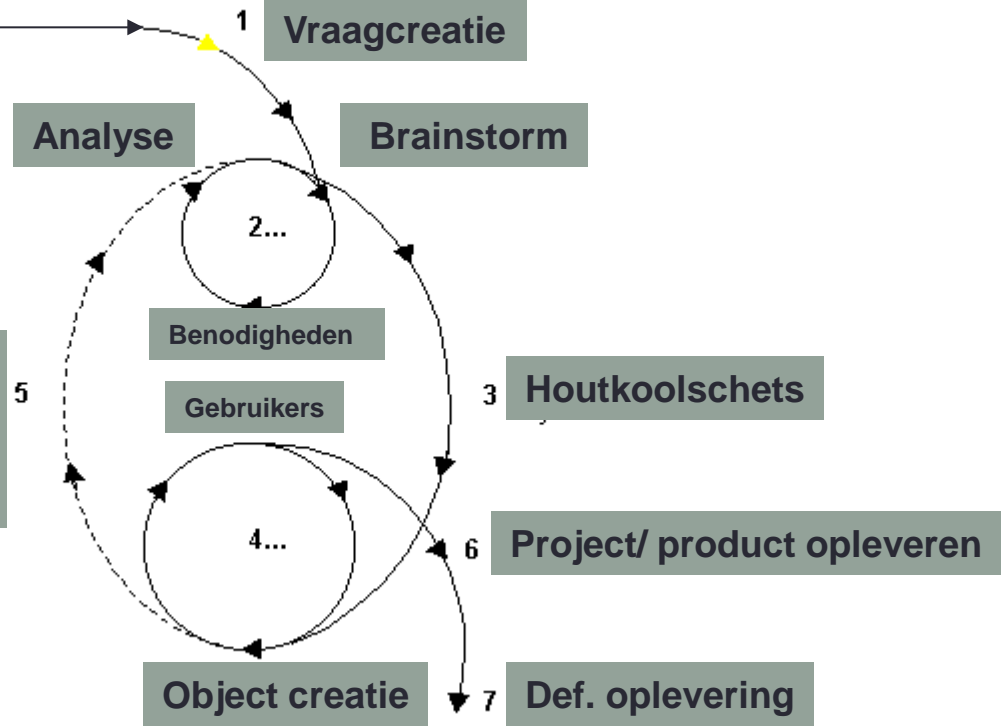 1 Vraagcreatie
Analyse
Brainstorm
2...
Benodigheden
5
Gebruikers
3 Houtkoolschets
4...
6 Project/ product opleveren
Object creatie
7 Def. oplevering